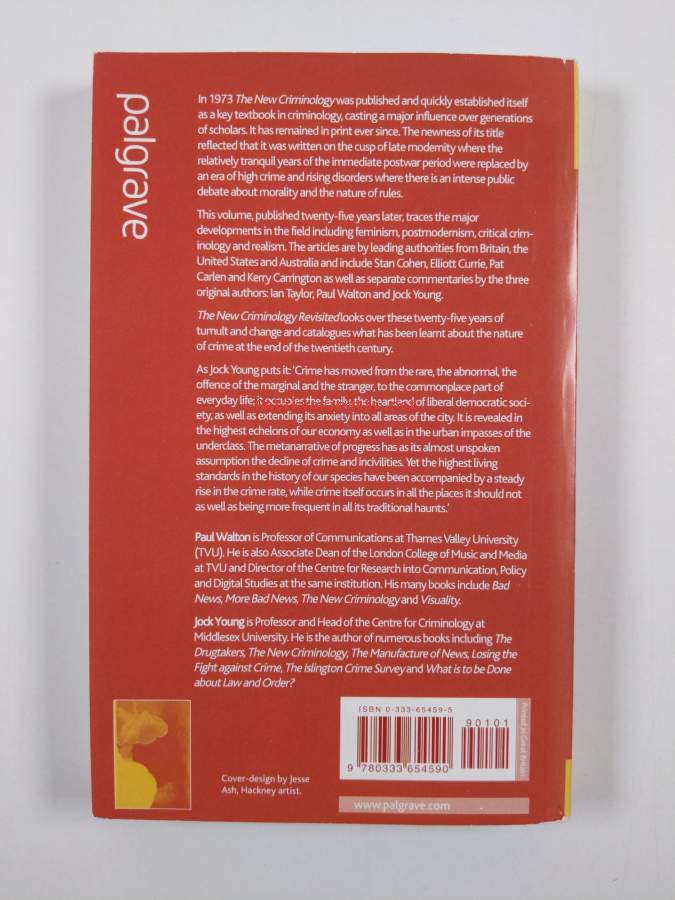 palgrave
In 1973 The New Criminology was published and quickly established itself
as a key textbook in criminology, casting a major influence over generations
of scholars. It has remained in print ever since. The newness of its title
reflected that it was written on the cusp of late modernity where the
relatively tranquil years of the immediate postwar period were replaced by
an era of high crime and rising disorders where there is an intense public
debate about morality and the nature of rules.
This volume, published twenty-five years later, traces the major
developments in the field including feminism, postmodernism, critical crim-
inology and realism. The articles are by leading authorities from Britain, the
United States and Australia and include Stan Cohen, Elliott Currie, Pat
Carlen and Kerry Carrington as well as separate commentaries by the three
original authors: Ian Taylor, Paul Walton and Jock Young.
The New Criminology Revisited looks over these twenty-five years of
tumult and change and catalogues what has been learnt about the nature
of crime at the end of the twentieth century.
As Jock Young puts it: 'Crime has moved from the rare, the abnormal, the
offence of the marginal and the stranger, to the commonplace part of
everyday life; it occupies the family, the heartland of liberal democratic soci-
ety, as well as extending its anxiety into all areas of the city. It is revealed in
the highest echelons of our economy as well as in the urban impasses of the
underclass. The metanarrative of progress has as its almost unspoken
assumption the decline of crime and incivilities. Yet the highest living
standards in the history of our species have been accompanied by a steady
rise in the crime rate, while crime itself occurs in all the places it should not
as well as being more frequent in all its traditional haunts.'
Paul Walton is Professor of Communications at Thames Valley University
(TVU). He is also Associate Dean of the London College of Music and Media
at TVU and Director of the Centre for Research into Communication, Policy
and Digital Studies at the same institution. His many books include Bad
News, More Bad News, The New Criminology and Visuality.
Jock Young is Professor and Head of the Centre for Criminology at
Middlesex University. He is the author of numerous books including The
Drugtakers, The New Criminology, The Manufacture of News, Losing the
Fight against Crime, The Islington Crime Survey and What is to be Done
about Law and Order?
Cover-design by Jesse
Ash, Hackney artist.
ISBN 0-333-65459-5
90101
9 780333 654590
Printed in Great Britain
www.palgrave.com